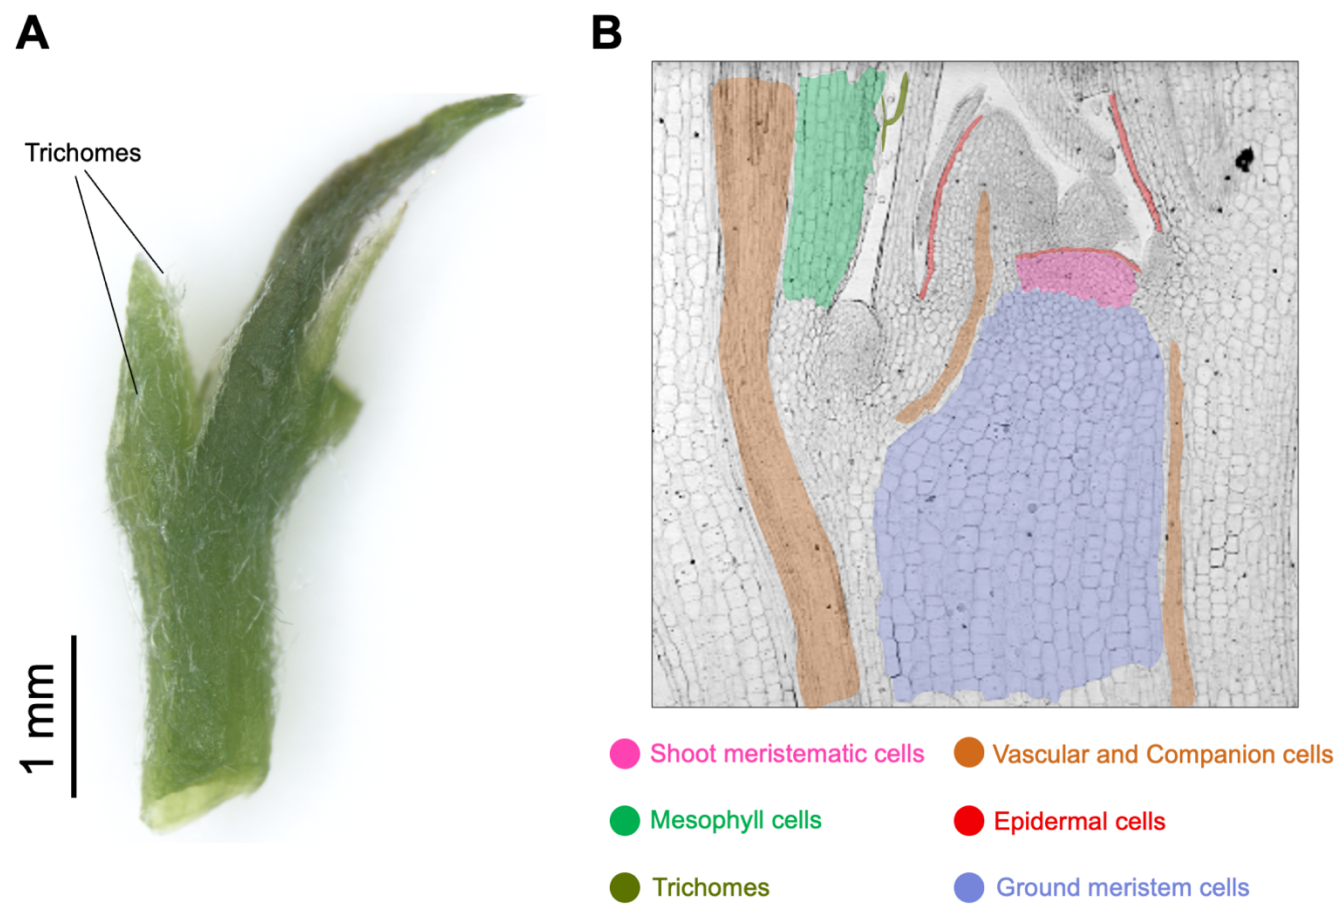 A
B
Trichomes
1 mm
Shoot meristematic cells
Vascular and Companion cells
Mesophyll cells
Epidermal cells
Trichomes
Ground meristem cells